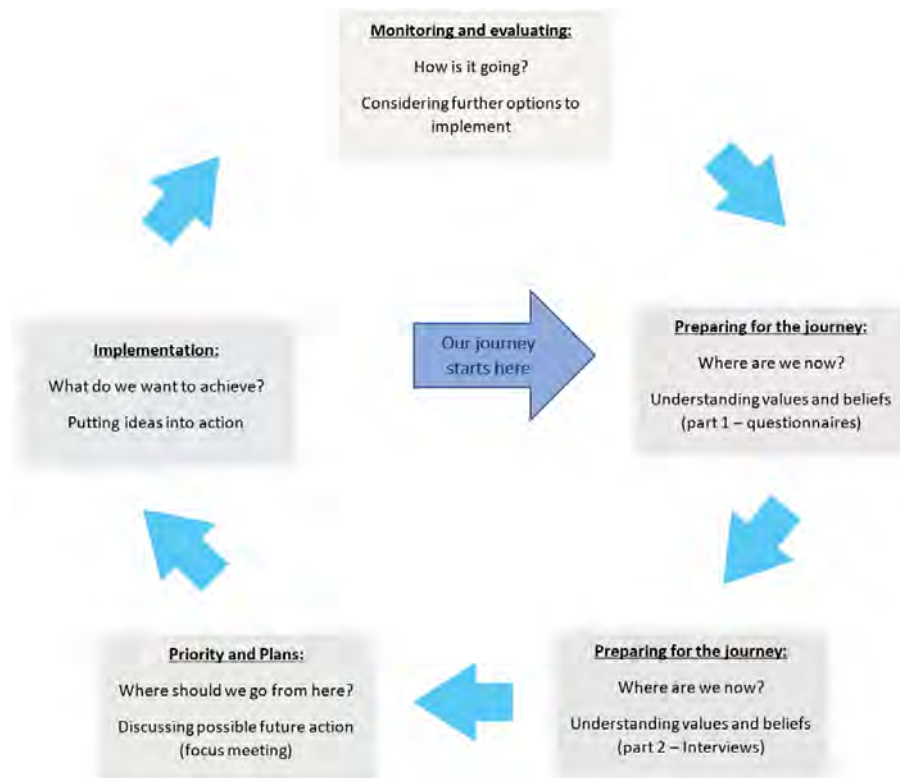 Monitoring and evaluating:
How is it going?
Considering further options to
implement
Our journey
starts here
Preparing for the journey:
Where are we now?
Understanding values and beliefs
(part 1 – questionnaires)
Preparing for the journey:
Where are we now?
Understanding values and beliefs
(part 2 – Interviews)
Priority and Plans:
Where should we go from here?
Discussing possible future action
(focus meeting)
Implementation:
What do we want to achieve?
Putting ideas into action